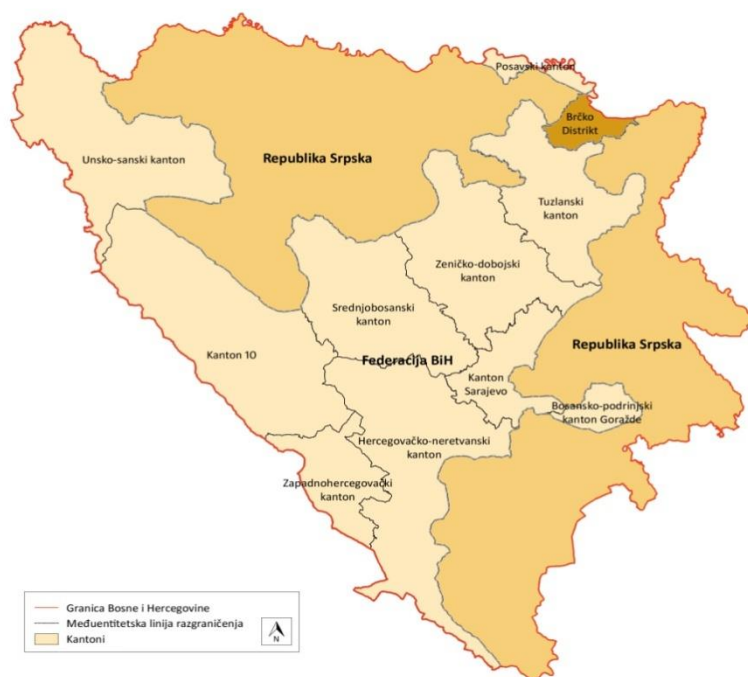 Posavski kanton
Brčko
Distrikt
Unsko-sanski kanton
Republika Srpska
Tuzlanski
kanton
Zeničko-dobojski
kanton
Srednjobosanski
kanton
Kanton 10
Federacija BiH
Republika Srpska
Kanton
Sarajevo
Bosansko-podrinjski
kanton Goražde
Hercegovačko-neretvanski
kanton
Zapadnohercegovački
kanton
Granica Bosne i Hercegovine
Međuentitetska linija razgraničenja
Kantoni
N